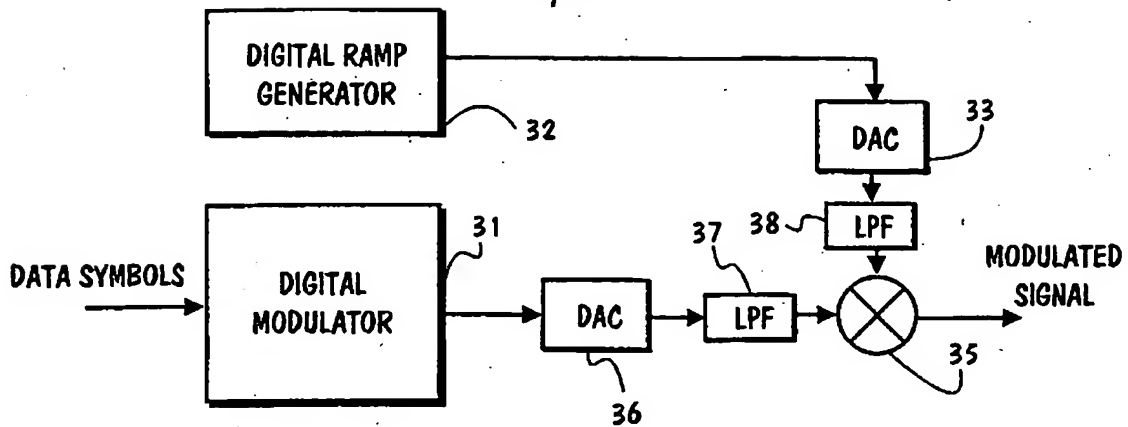 DIGITAL RAMP
GENERATOR
32
DAC
33
38
LPF
DATA SYMBOLS
DIGITAL
MODULATOR
31
DAC
36
37
LPF
35
MODULATED
SIGNAL